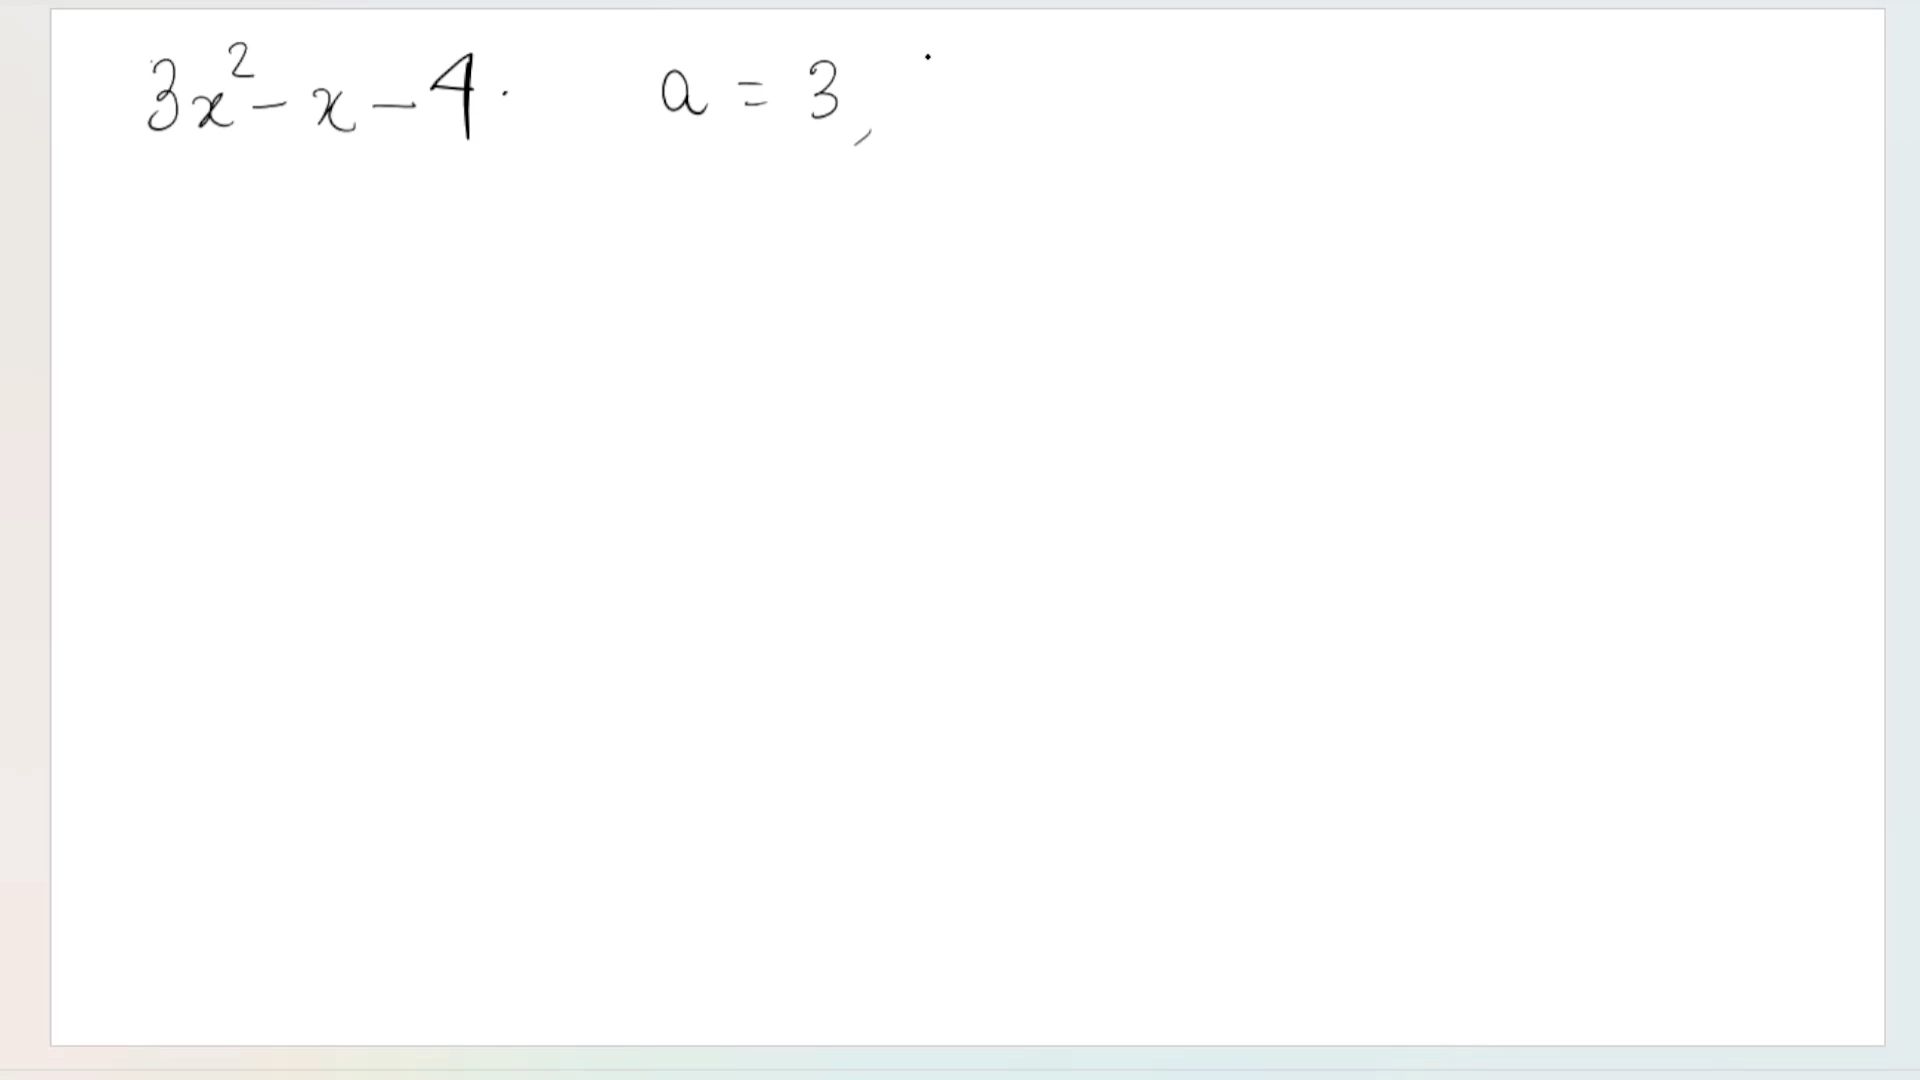 3x² - x - 4. a = 3,